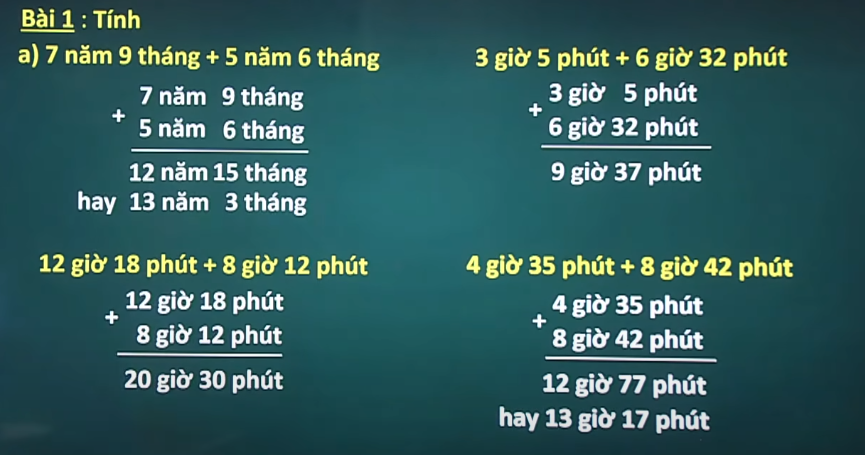 Bài 1 : Tính
a) 7 năm 9 tháng + 5 năm 6 tháng
7 năm 9 tháng
+
5 năm 6 tháng
12 năm 15 tháng
hay 13 năm 3 tháng
3 giờ 5 phút + 6 giờ 32 phút
3 giờ 5 phút
+
6 giờ 32 phút
9 giờ 37 phút
12 giờ 18 phút + 8 giờ 12 phút
12 giờ 18 phút
+
8 giờ 12 phút
20 giờ 30 phút
4 giờ 35 phút + 8 giờ 42 phút
4 giờ 35 phút
+
8 giờ 42 phút
12 giờ 77 phút
hay 13 giờ 17 phút